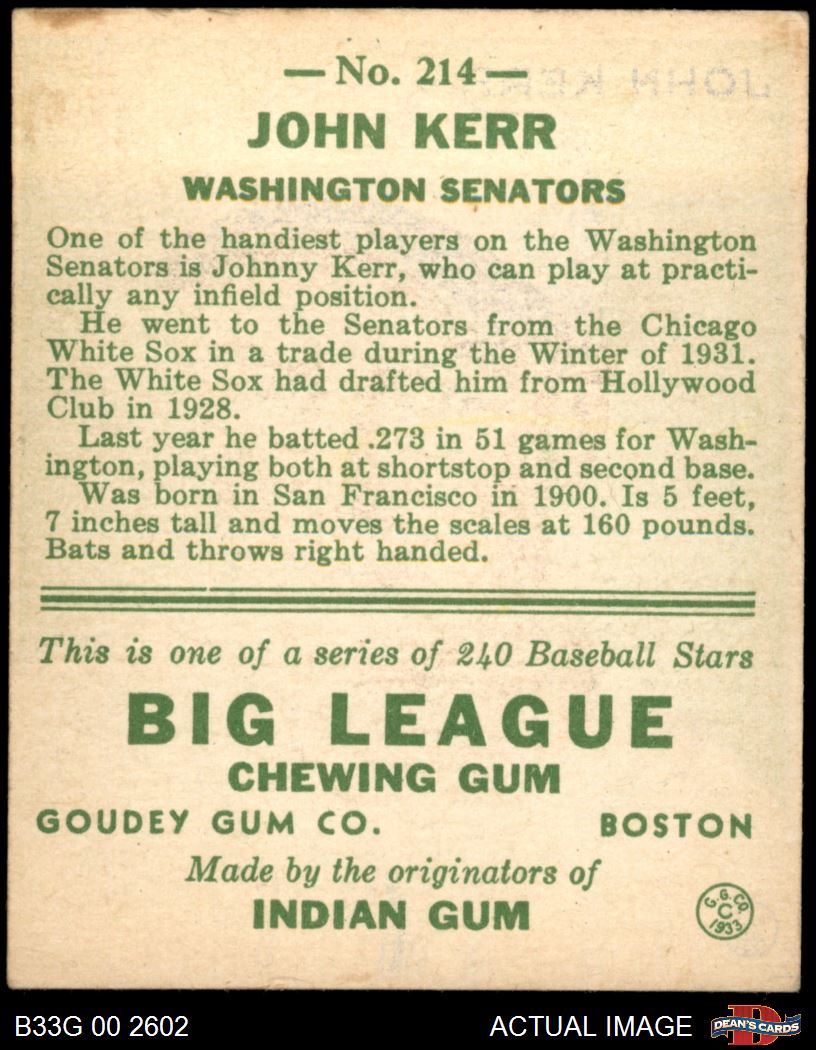 — No. 214 —
JOHN KERR
JOHN KERR
WASHINGTON SENATORS
One of the handiest players on the Washington
Senators is Johnny Kerr, who can play at practi-
cally any infield position.
He went to the Senators from the Chicago
White Sox in a trade during the Winter of 1931.
The White Sox had drafted him from Hollywood
Club in 1928.
Last year he batted .273 in 51 games for Wash-
ington, playing both at shortstop and second base.
Was born in San Francisco in 1900. Is 5 feet,
7 inches tall and moves the scales at 160 pounds.
Bats and throws right handed.
This is one of a series of 240 Baseball Stars
BIG LEAGUE
CHEWING GUM
GOUDEY GUM CO. BOSTON
Made by the originators of
INDIAN GUM
G. G. CO.
C
1933
B33G 00 2602
ACTUAL IMAGE
D
DEAN'S CARDS